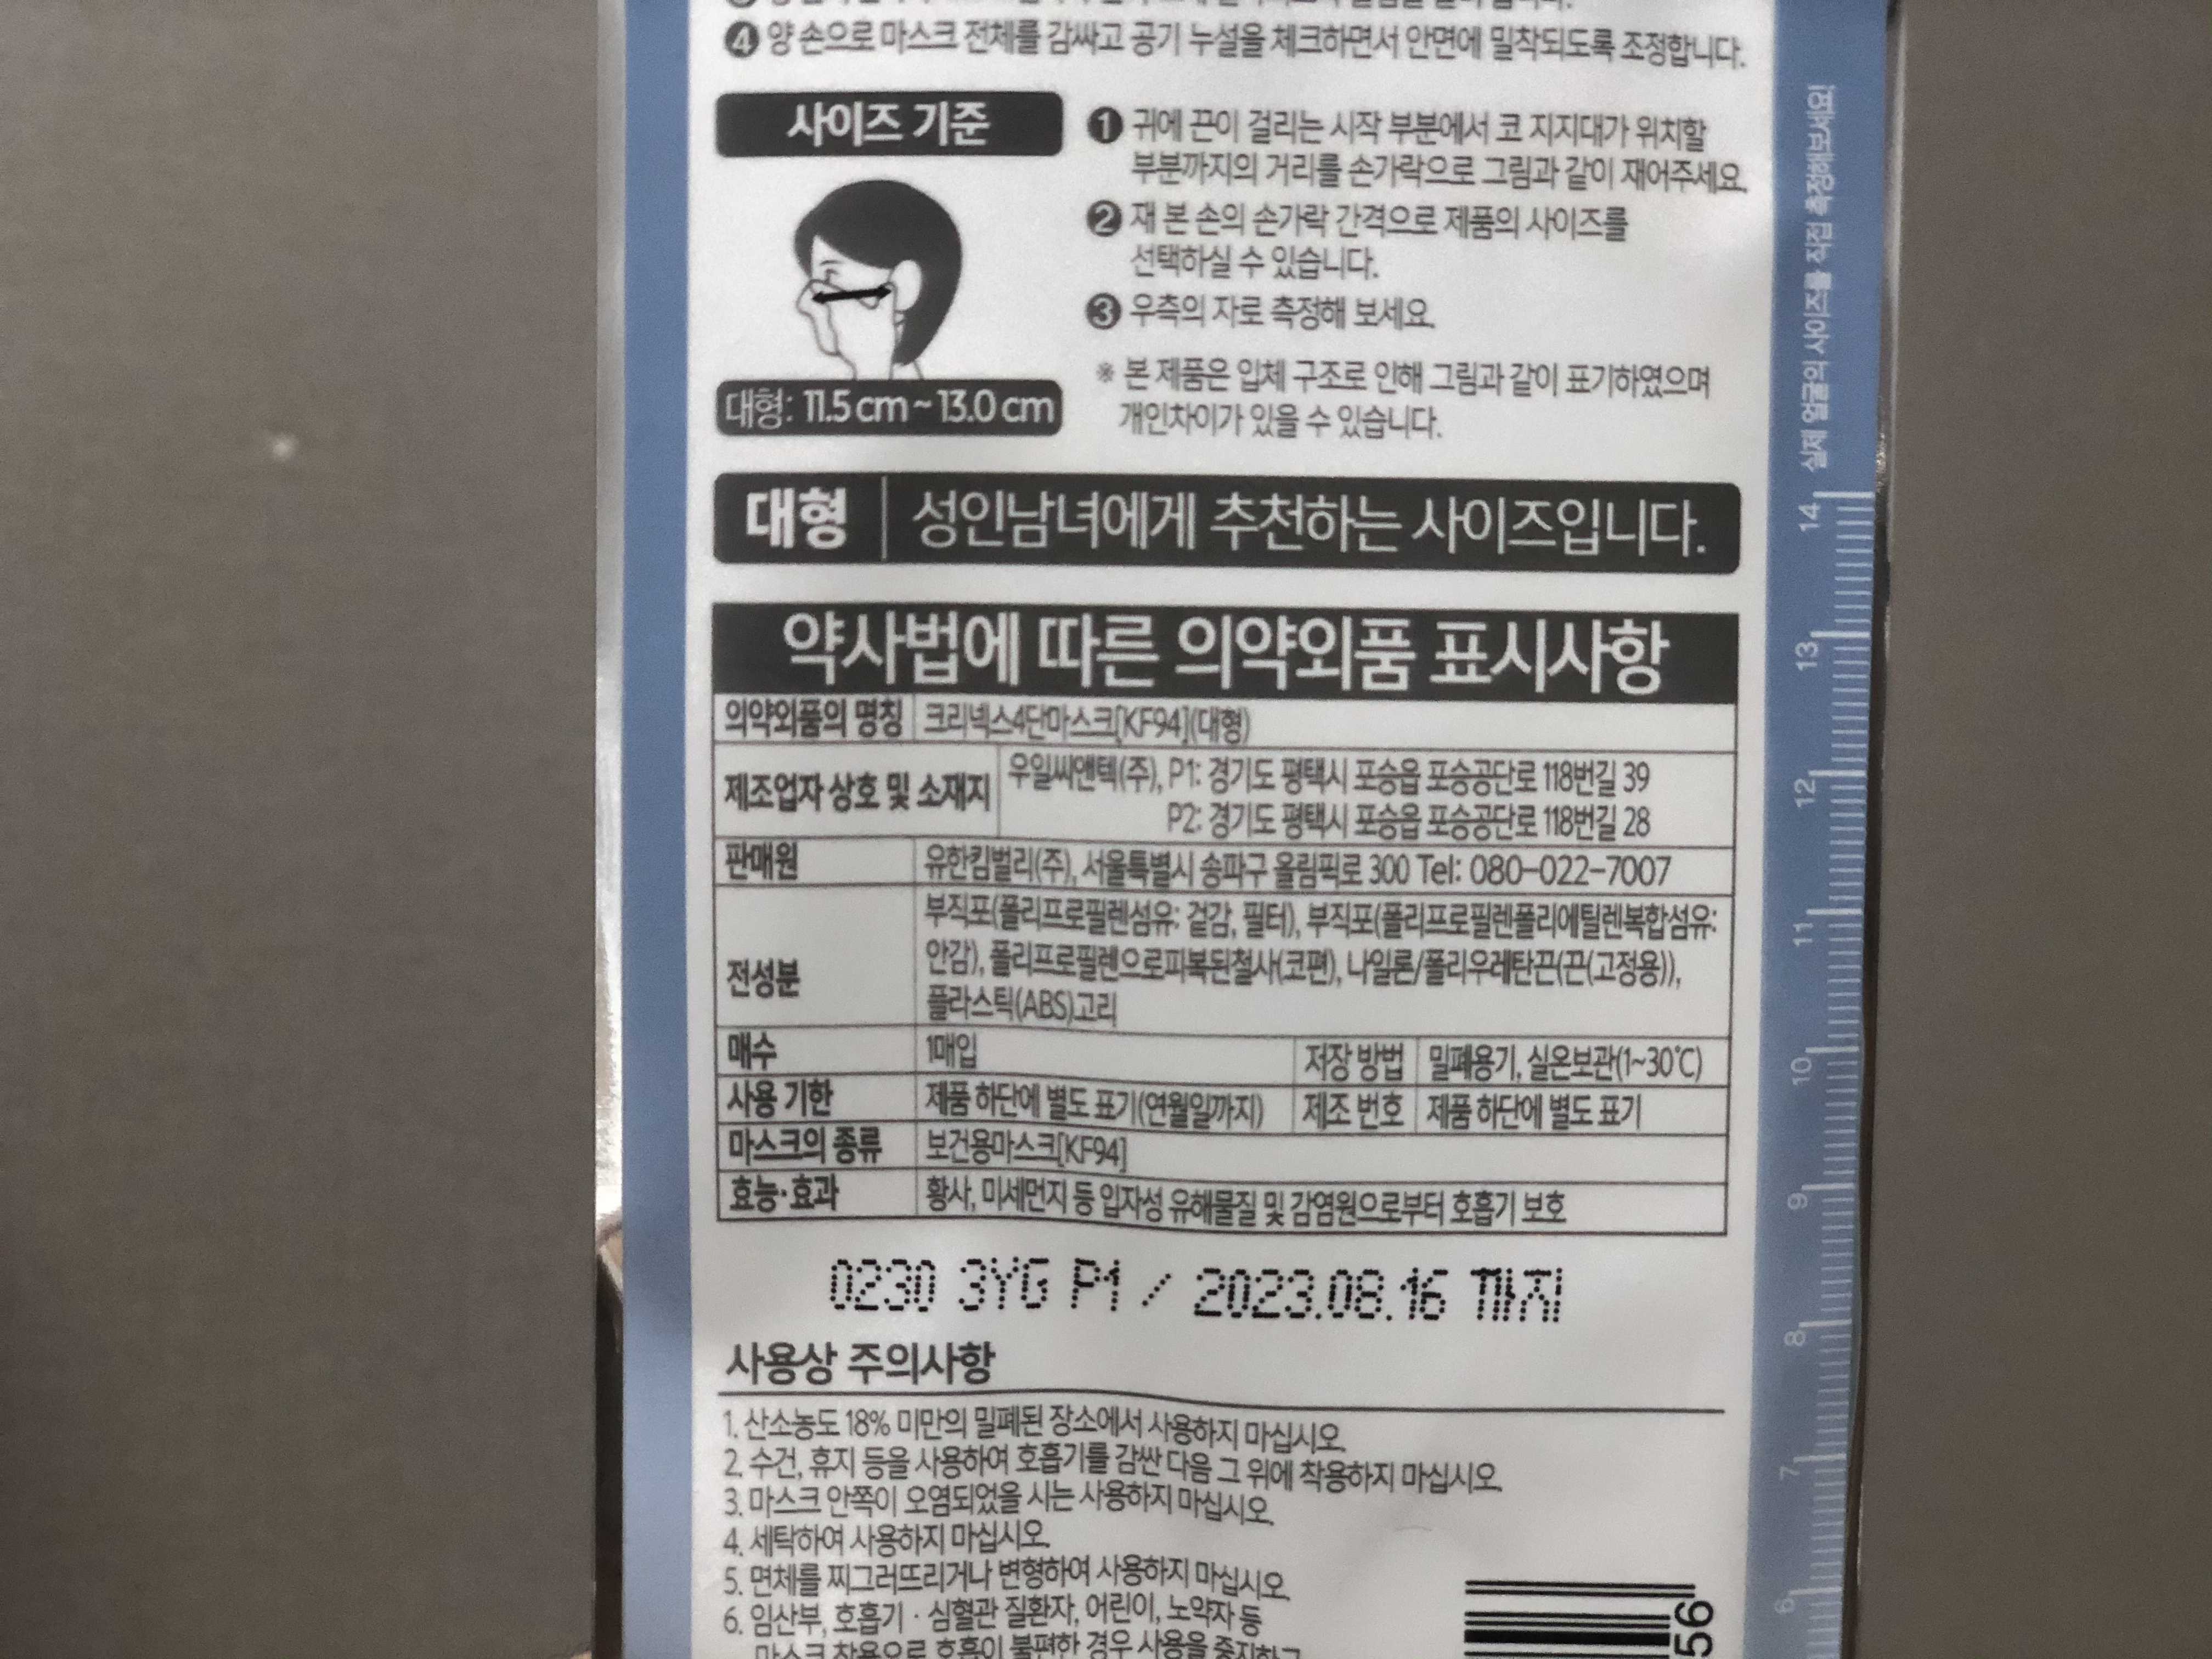 ④ 양 손으로 마스크 전체를 감싸고 공기 누설을 체크하면서 안면에 밀착되도록 조정합니다.
사이즈 기준
❶ 귀에 끈이 걸리는 시작 부분에서 코 지지대가 위치할
부분까지의 거리를 손가락으로 그림과 같이 재어주세요.
❷ 재 본 손의 손가락 간격으로 제품의 사이즈를
선택하실 수 있습니다.
❸ 우측의 자로 측정해 보세요.
※ 본 제품은 입체 구조로 인해 그림과 같이 표기하였으며
개인차이가 있을 수 있습니다.
대형: 11.5 cm ~ 13.0 cm
대형 성인남녀에게 추천하는 사이즈입니다.
약사법에 따른 의약외품 표시사항
의약외품의 명칭 크리넥스4단마스크[KF94](대형)
제조업자 상호 및 소재지 우일씨앤텍(주), P1: 경기도 평택시 포승읍 포승공단로 118번길 39
P2: 경기도 평택시 포승읍 포승공단로 118번길 28
판매원 유한킴벌리(주), 서울특별시 송파구 올림픽로 300 Tel: 080-022-7007
전성분 부직포(폴리프로필렌섬유: 겉감, 필터), 부직포(폴리프로필렌폴리에틸렌복합섬유:
안감), 폴리프로필렌으로피복된철사(코편), 나일론/폴리우레탄끈(끈(고정용)),
플라스틱(ABS)고리
매수 1매입 저장 방법 밀폐용기, 실온보관(1~30℃)
사용 기한 제품 하단에 별도 표기(연월일까지) 제조 번호 제품 하단에 별도 표기
마스크의 종류 보건용마스크[KF94]
효능·효과 황사, 미세먼지 등 입자성 유해물질 및 감염원으로부터 호흡기 보호
0230 3YG P1 / 2023.08.16 까지
사용상 주의사항
1. 산소농도 18% 미만의 밀폐된 장소에서 사용하지 마십시오.
2. 수건, 휴지 등을 사용하여 호흡기를 감싼 다음 그 위에 착용하지 마십시오.
3. 마스크 안쪽이 오염되었을 시는 사용하지 마십시오.
4. 세탁하여 사용하지 마십시오.
5. 면체를 찌그러뜨리거나 변형하여 사용하지 마십시오.
6. 임산부, 호흡기 · 심혈관 질환자, 어린이, 노약자 등
마스크 착용으로 호흡이 불편한 경우 사용을 중지하고
56
실제 얼굴의 사이즈를 직접 측정해보세요!
14
13
12
11
10
9
8
7
6